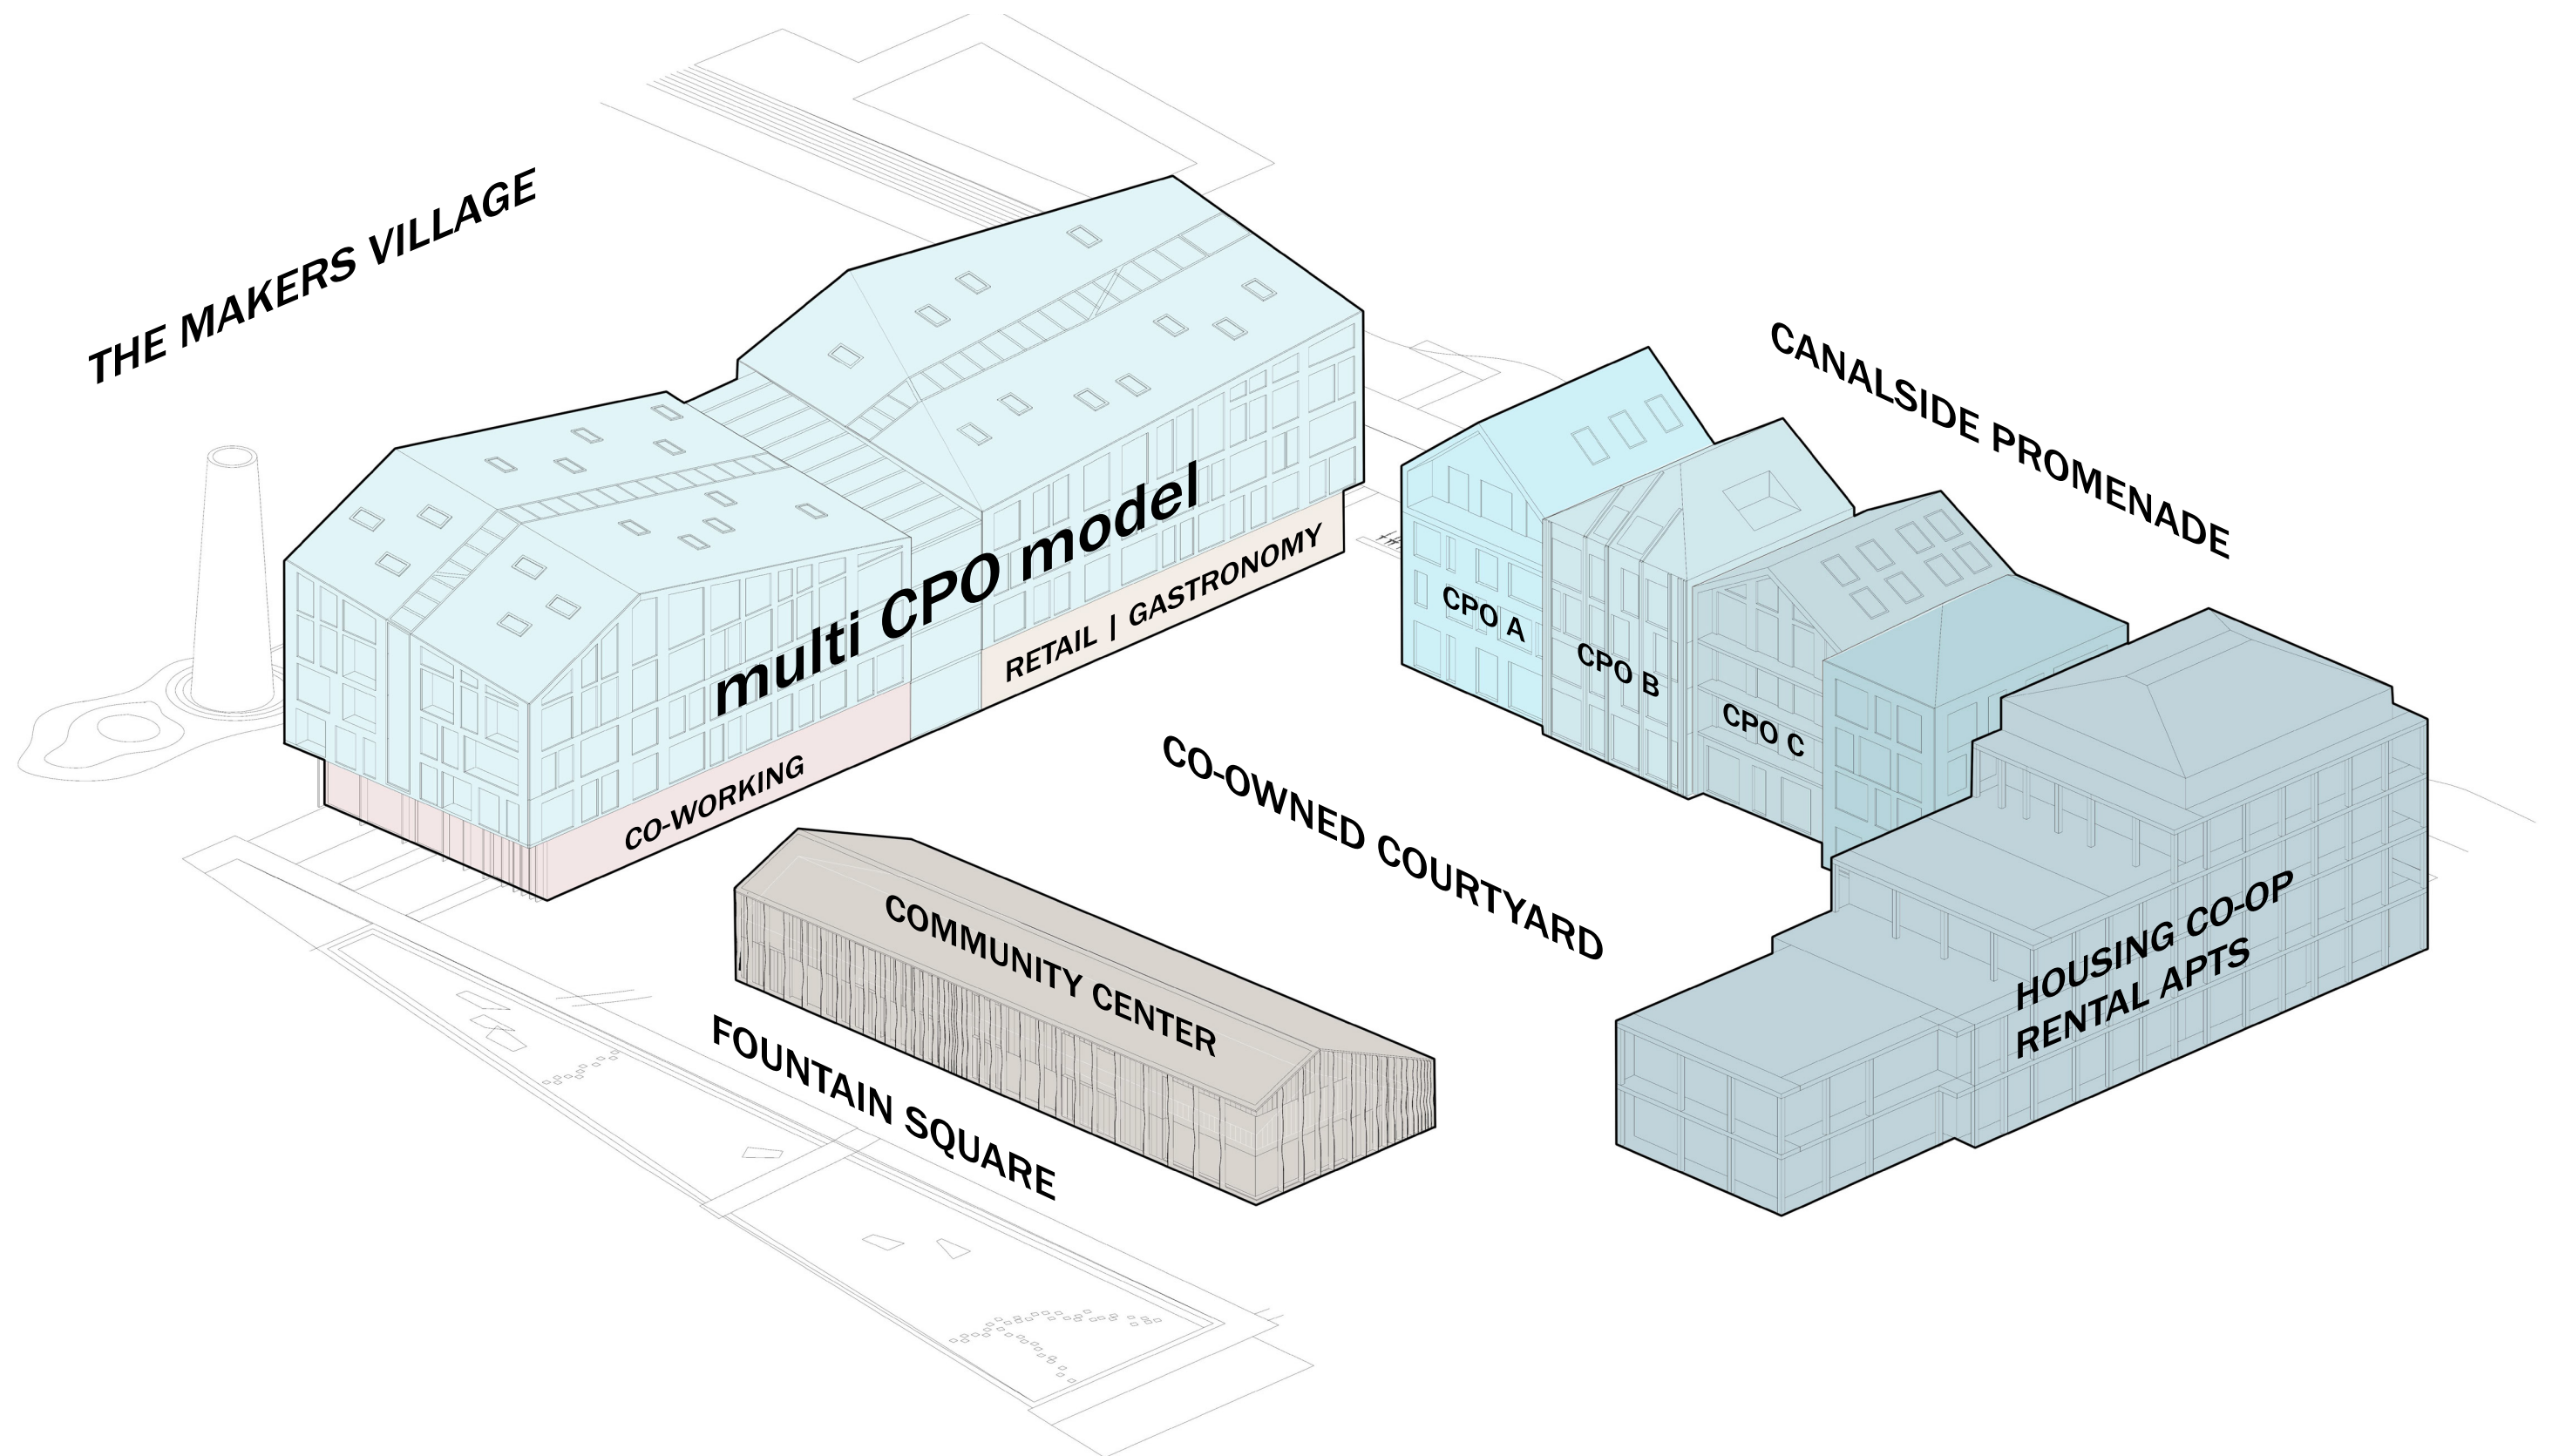 THE MAKERS VILLAGE
CANALSIDE PROMENADE
multi CPO model
RETAIL | GASTRONOMY
CO-WORKING
CPO A
CPO B
CPO C
CO-OWNED COURTYARD
COMMUNITY CENTER
HOUSING CO-OP
RENTAL APTS
FOUNTAIN SQUARE